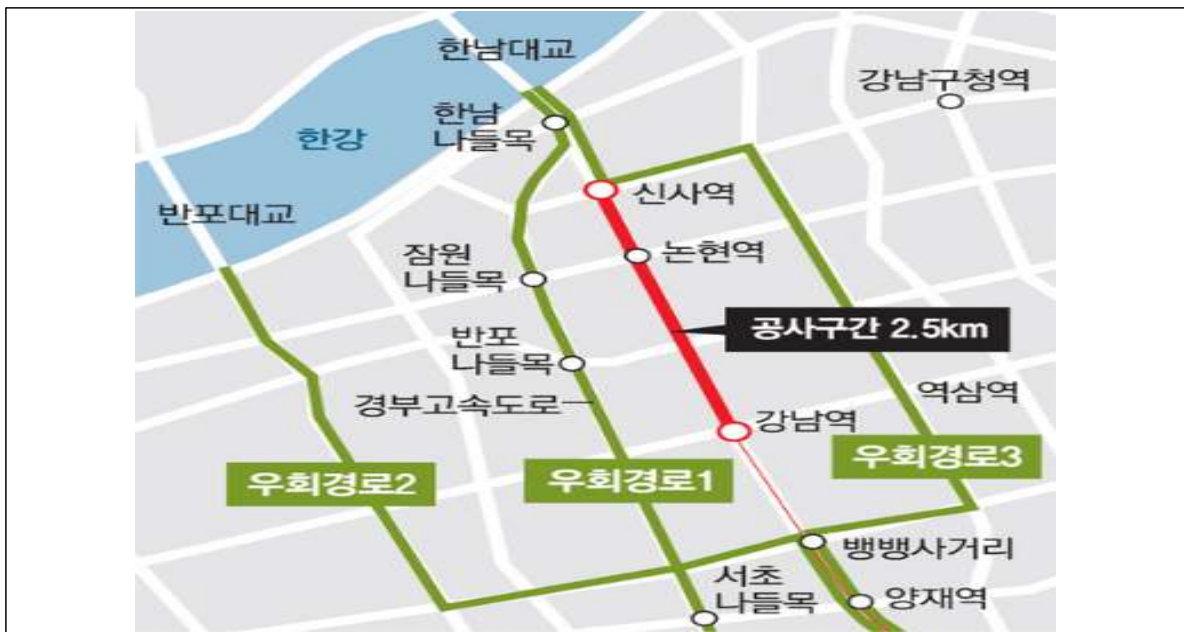 한남대교
강남구청역
한남
나들목
한강
신사역
반포대교
논현역
잠원
나들목
공사구간 2.5km
반포
나들목
경부고속도로
역삼역
강남역
우회경로3
우회경로2
우회경로1
뱅뱅사거리
서초
나들목
양재역